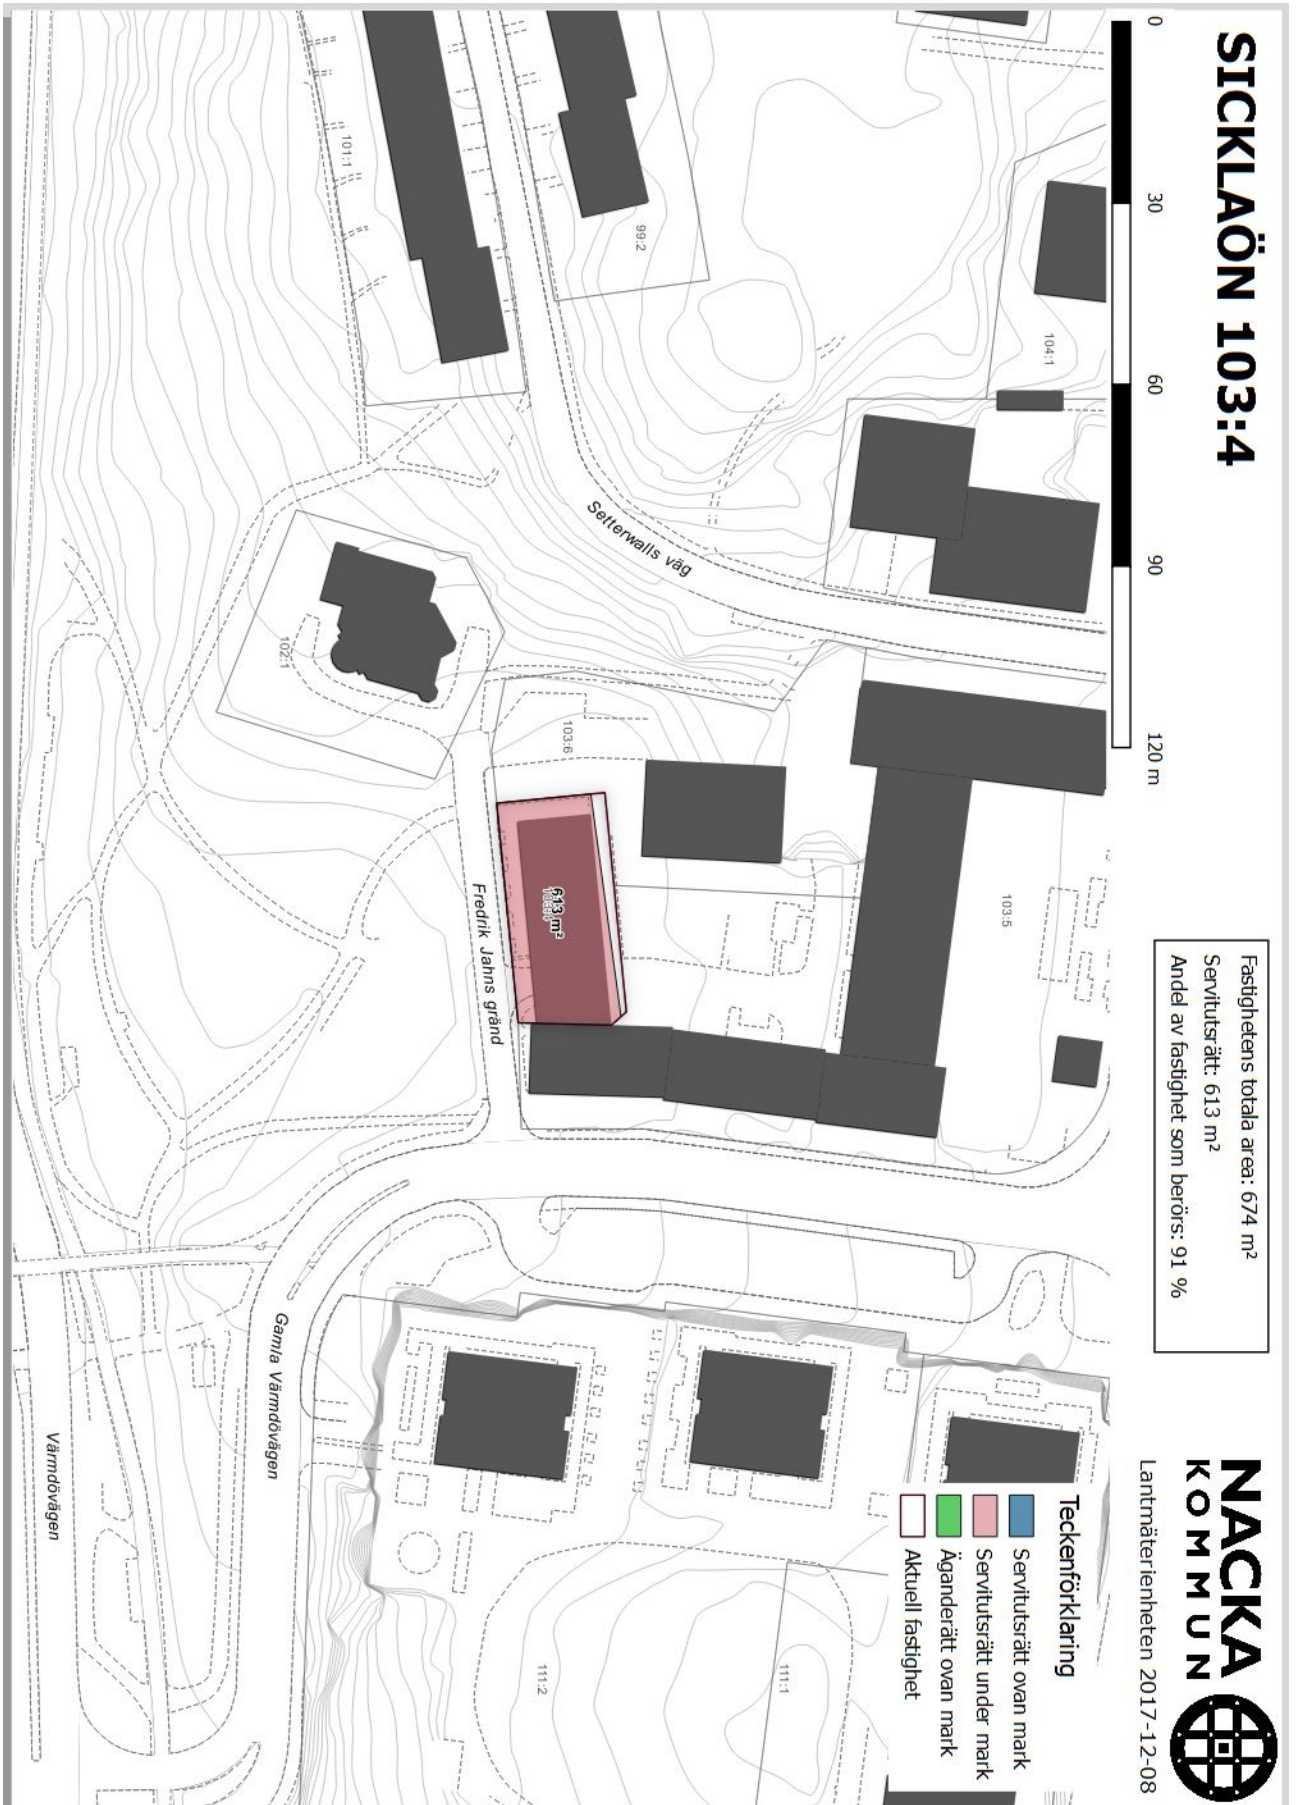 SICKLAÖN 103:4
Fastighetens totala area: 674 m²
Servitutsrätt: 613 m²
Andel av fastighet som berörs: 91 %
NACKA
KOMMUN
Lantmäterienheten 2017-12-08
0 30 60 90 120 m
Teckenförklaring
Servitutsrätt ovan mark
Servitutsrätt under mark
Äganderätt ovan mark
Aktuell fastighet
104:1
99:2
101:1
Setterwalls väg
102:1
103:6
103:5
613 m²
Fredrik Jahns gränd
Gamla Värmdövägen
Värmdövägen
111:1
111:2